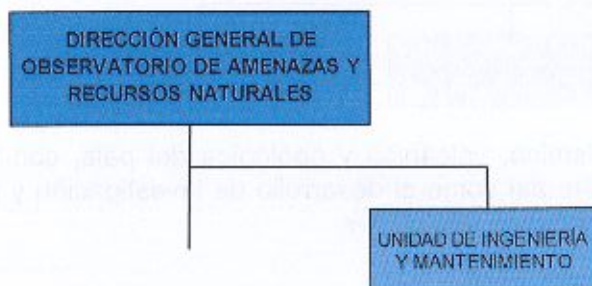 DIRECCIÓN GENERAL DE
OBSERVATORIO DE AMENAZAS Y
RECURSOS NATURALES
UNIDAD DE INGENIERÍA
Y MANTENIMIENTO